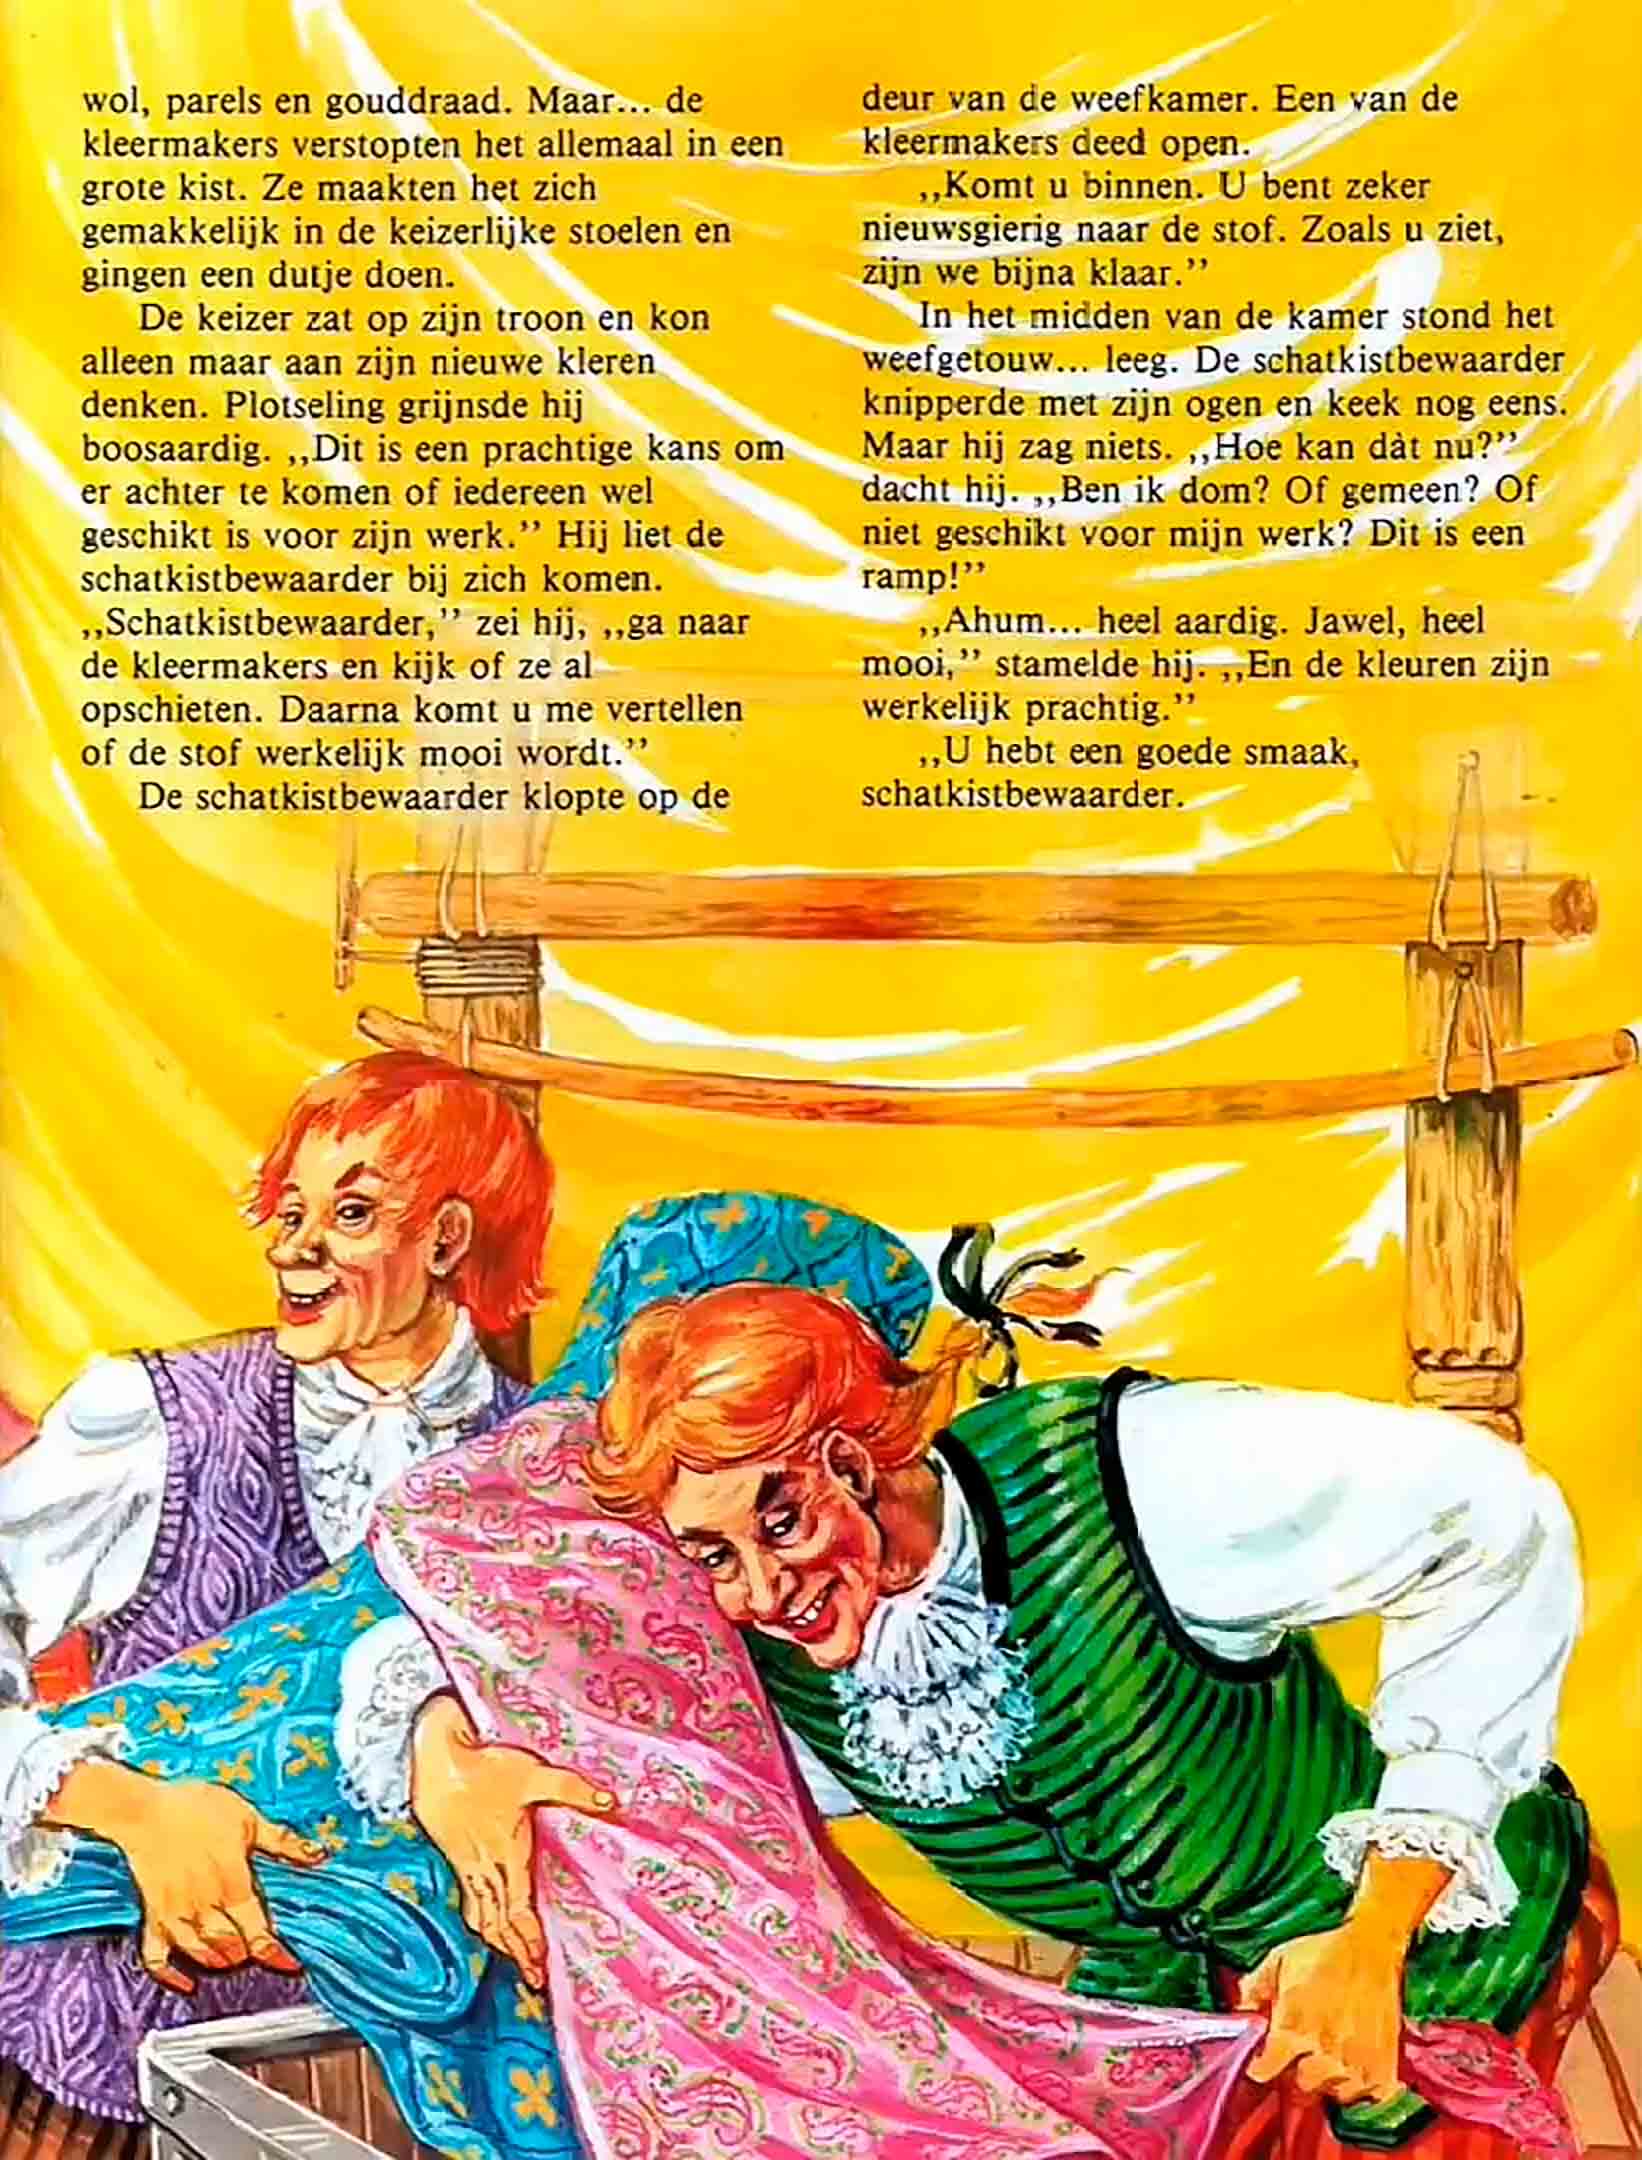 wol, parels en gouddraad. Maar... de
kleermakers verstopten het allemaal in een
grote kist. Ze maakten het zich
gemakkelijk in de keizerlijke stoelen en
gingen een dutje doen.
De keizer zat op zijn troon en kon
alleen maar aan zijn nieuwe kleren
denken. Plotseling grijnsde hij
boosaardig. ,,Dit is een prachtige kans om
er achter te komen of iedereen wel
geschikt is voor zijn werk.’’ Hij liet de
schatkistbewaarder bij zich komen.
,,Schatkistbewaarder,’’ zei hij, ,,ga naar
de kleermakers en kijk of ze al
opschieten. Daarna komt u me vertellen
of de stof werkelijk mooi wordt.’’
De schatkistbewaarder klopte op de
deur van de weefkamer. Een van de
kleermakers deed open.
,,Komt u binnen. U bent zeker
nieuwsgierig naar de stof. Zoals u ziet,
zijn we bijna klaar.’’
In het midden van de kamer stond het
weefgetouw... leeg. De schatkistbewaarder
knipperde met zijn ogen en keek nog eens.
Maar hij zag niets. ,,Hoe kan dàt nu?’’
dacht hij. ,,Ben ik dom? Of gemeen? Of
niet geschikt voor mijn werk? Dit is een
ramp!’’
,,Ahum... heel aardig. Jawel, heel
mooi,’’ stamelde hij. ,,En de kleuren zijn
werkelijk prachtig.’’
,,U hebt een goede smaak,
schatkistbewaarder.